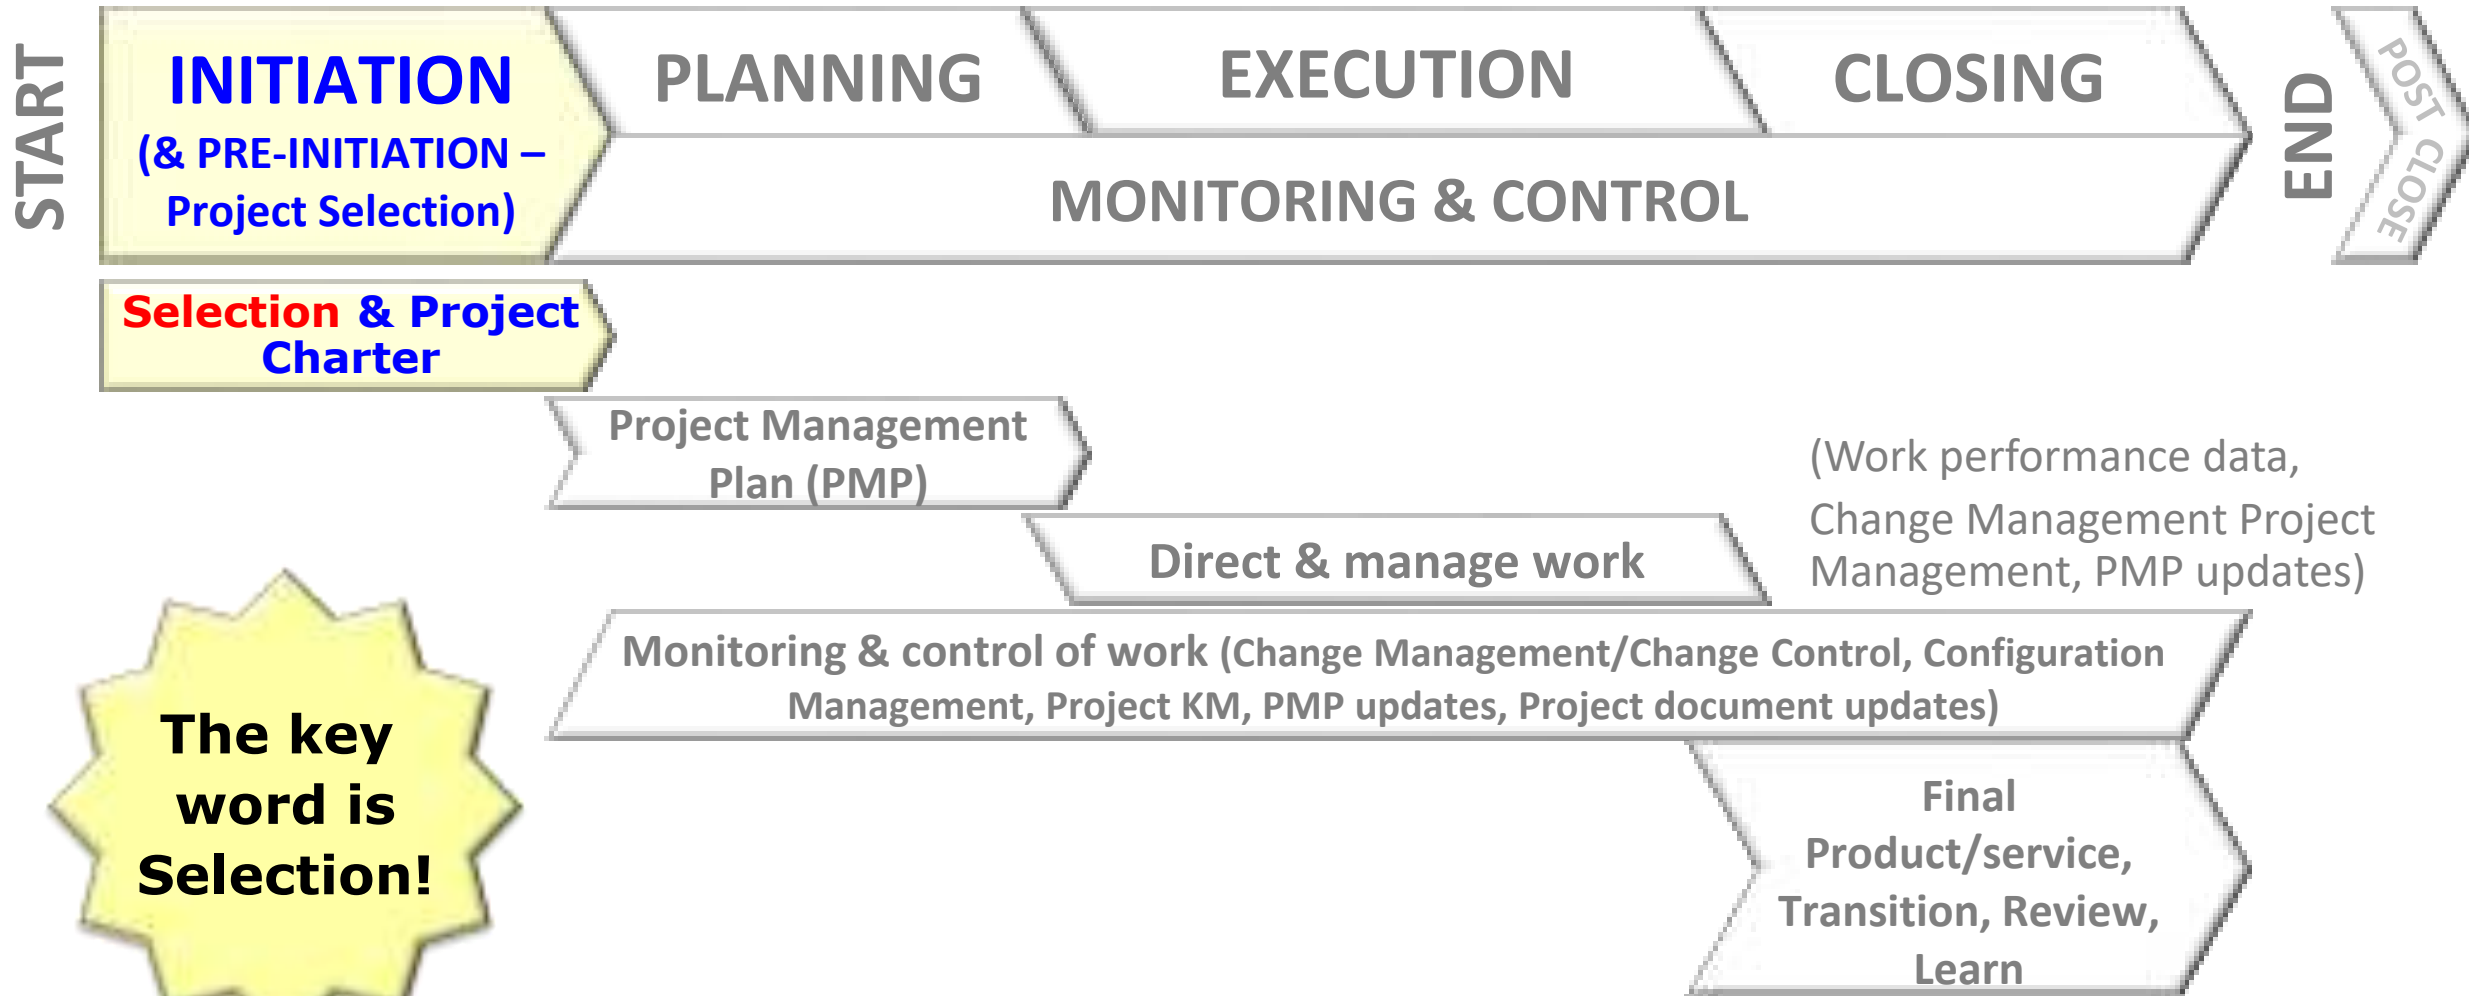 START
INITIATION
(& PRE-INITIATION –
Project Selection)
PLANNING
EXECUTION
CLOSING
MONITORING & CONTROL
END
POST CLOSE
Selection & Project
Charter
Project Management
Plan (PMP)
(Work performance data,
Change Management Project
Management, PMP updates)
Direct & manage work
Monitoring & control of work (Change Management/Change Control, Configuration
Management, Project KM, PMP updates, Project document updates)
The key
word is
Selection!
Final
Product/service,
Transition, Review,
Learn